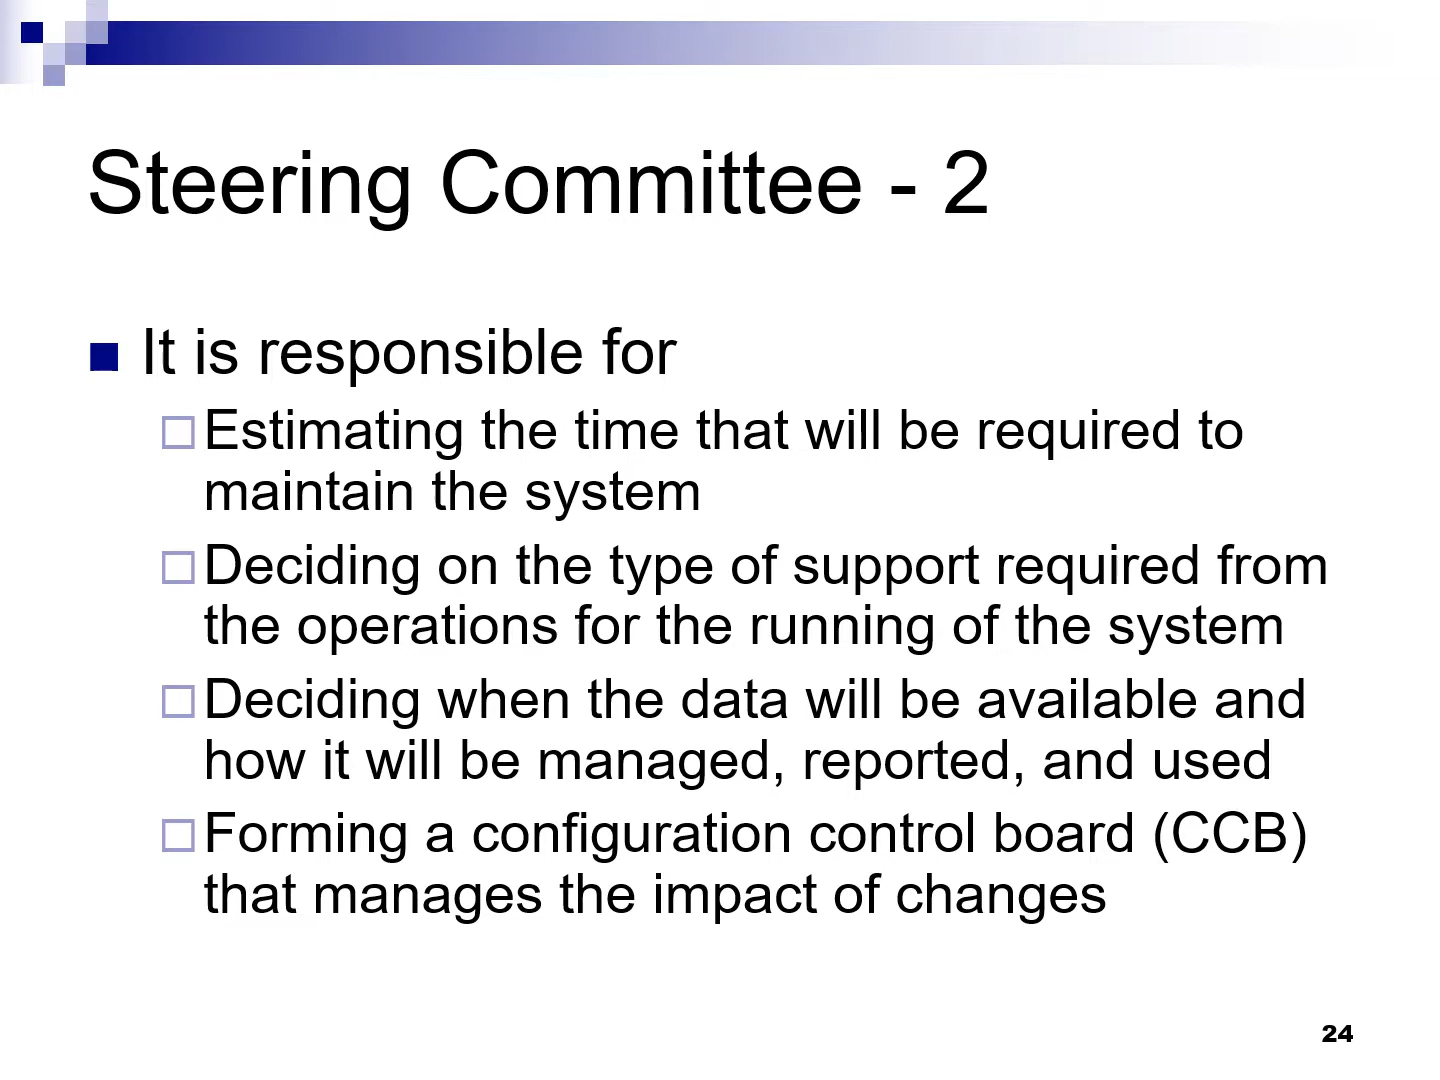 Steering Committee - 2
It is responsible for
Estimating the time that will be required to
maintain the system
Deciding on the type of support required from
the operations for the running of the system
Deciding when the data will be available and
how it will be managed, reported, and used
Forming a configuration control board (CCB)
that manages the impact of changes
24